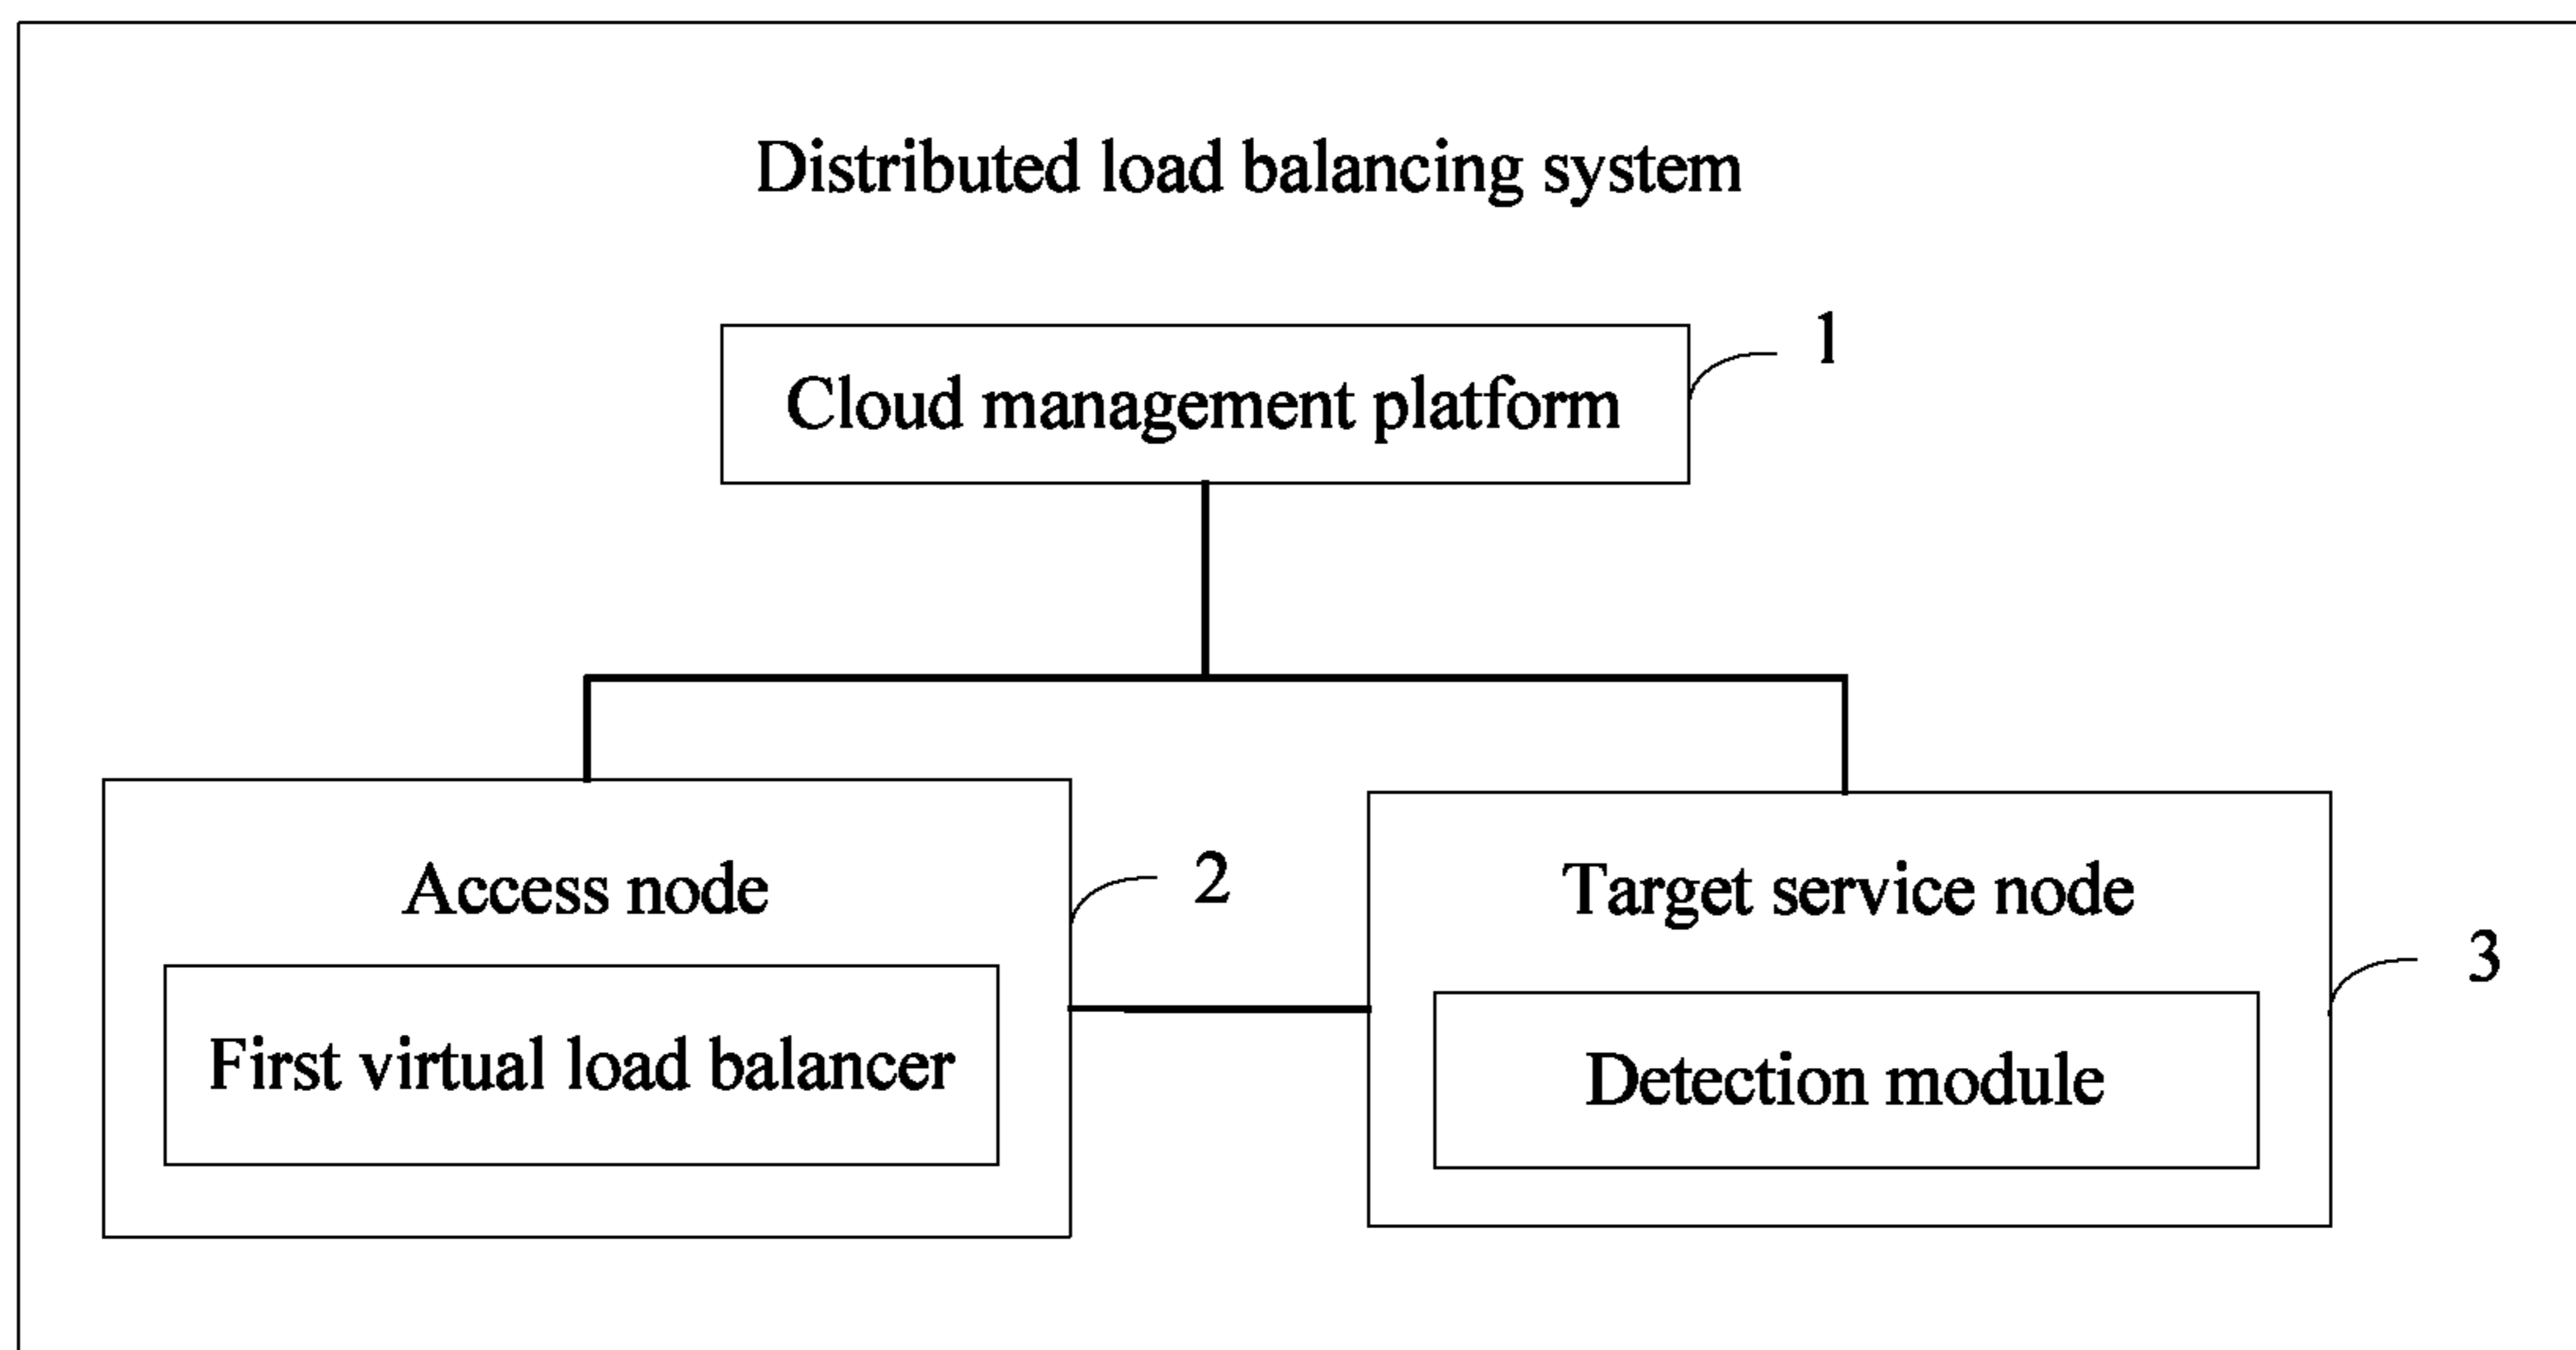 Distributed load balancing system
1
Cloud management platform
2
Access node
First virtual load balancer
3
Target service node
Detection module